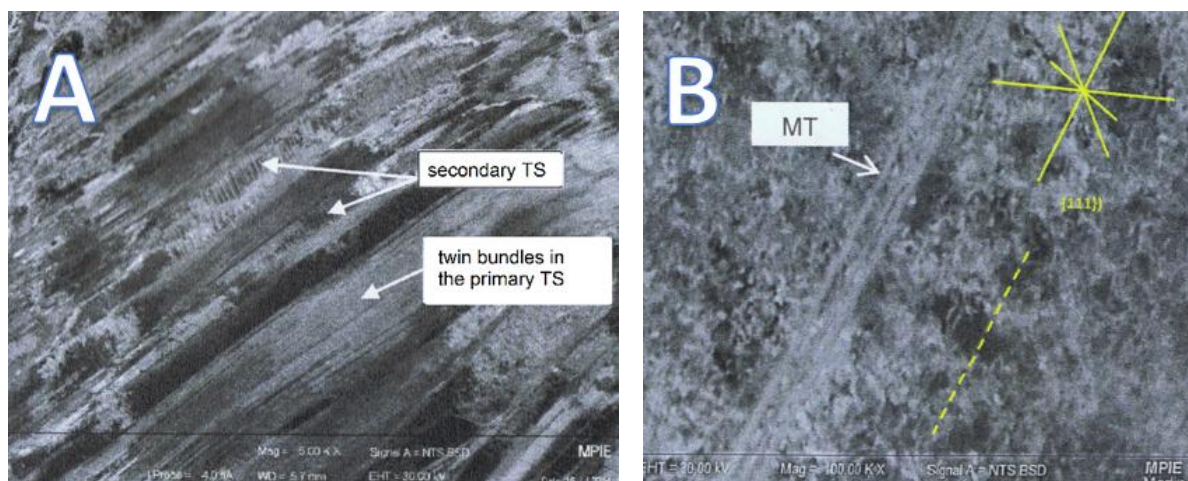 A
secondary TS
twin bundles in
the primary TS
Mag = 5.00 K X
Signal A = NTS BSD
MPIE
WD = 5.7 mm
EHT = 30.00 kV
B
MT
{111}}
Mag = 100.00 K X
Signal A = NTS BSD
MPIE